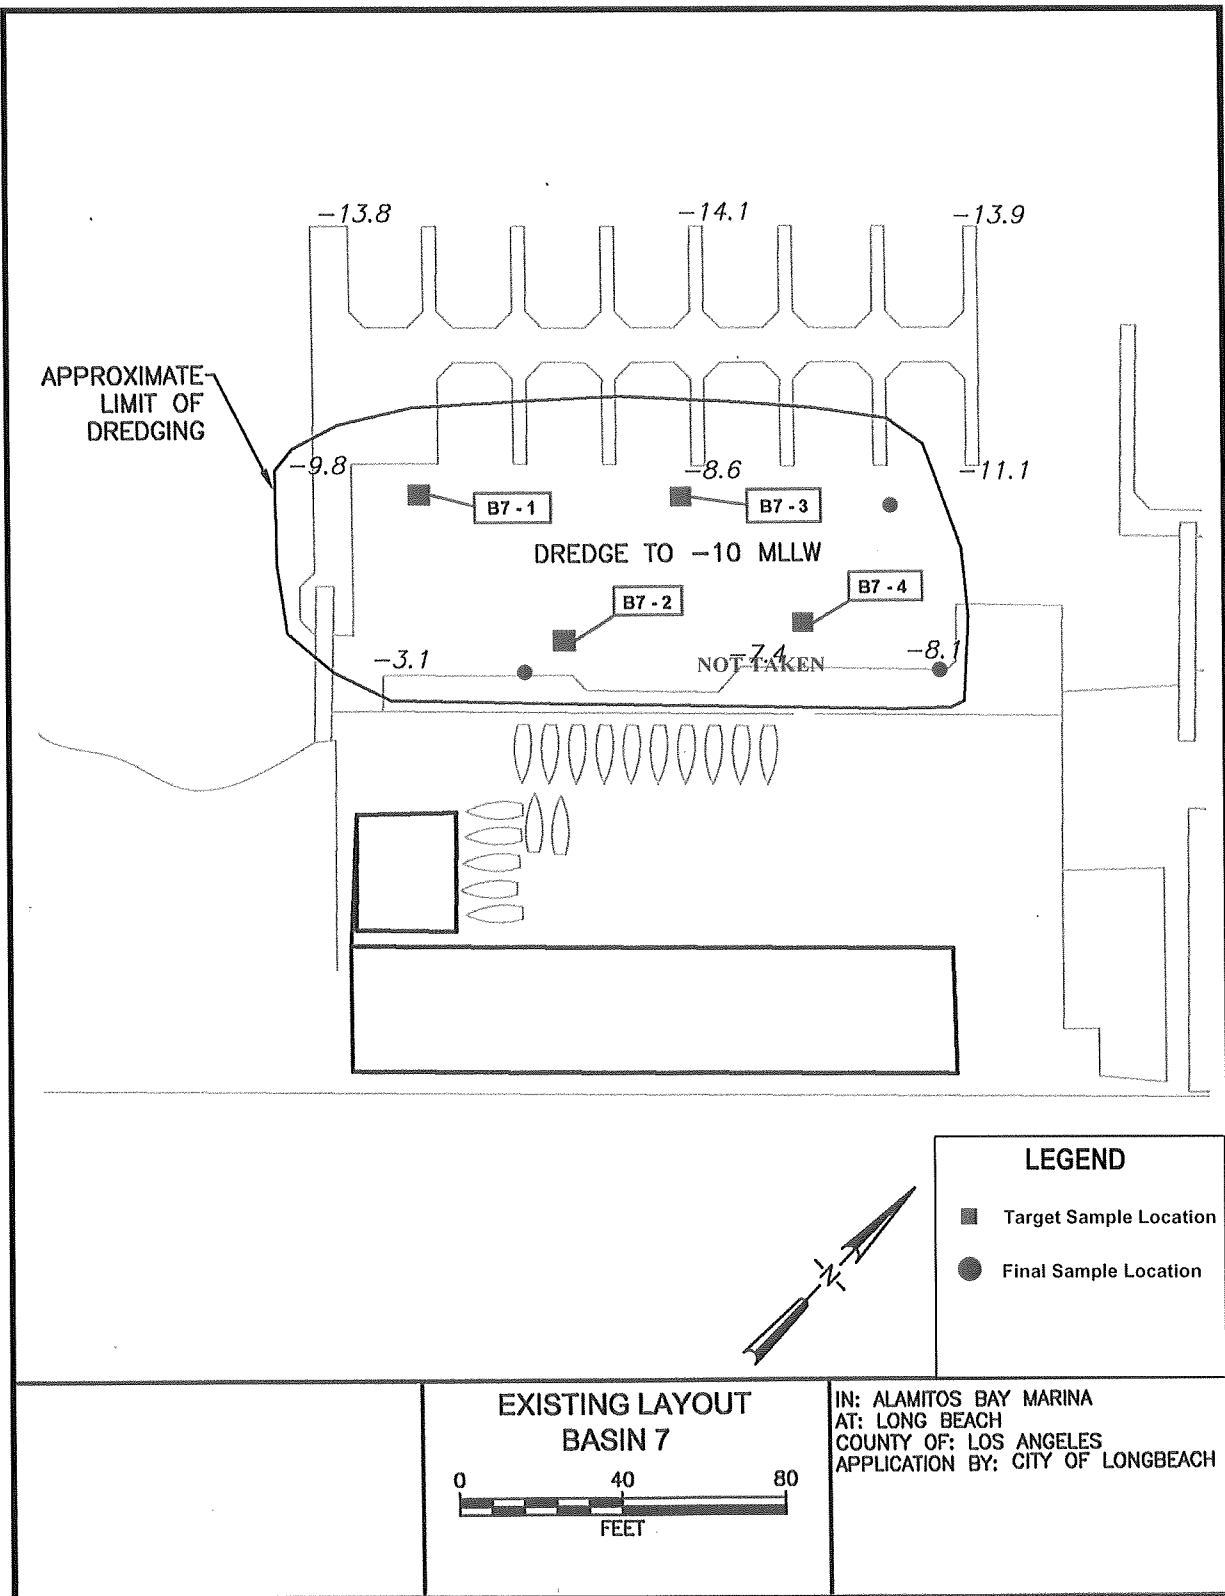 -13.8
-14.1
-13.9
APPROXIMATE
LIMIT OF
DREDGING
-9.8
-8.6
-11.1
B7 - 1
B7 - 3
DREDGE TO -10 MLLW
B7 - 4
B7 - 2
-3.1
-7.4
NOT TAKEN
-8.1
LEGEND
Target Sample Location
Final Sample Location
N
EXISTING LAYOUT
BASIN 7
0 40 80
FEET
IN: ALAMITOS BAY MARINA
AT: LONG BEACH
COUNTY OF: LOS ANGELES
APPLICATION BY: CITY OF LONGBEACH